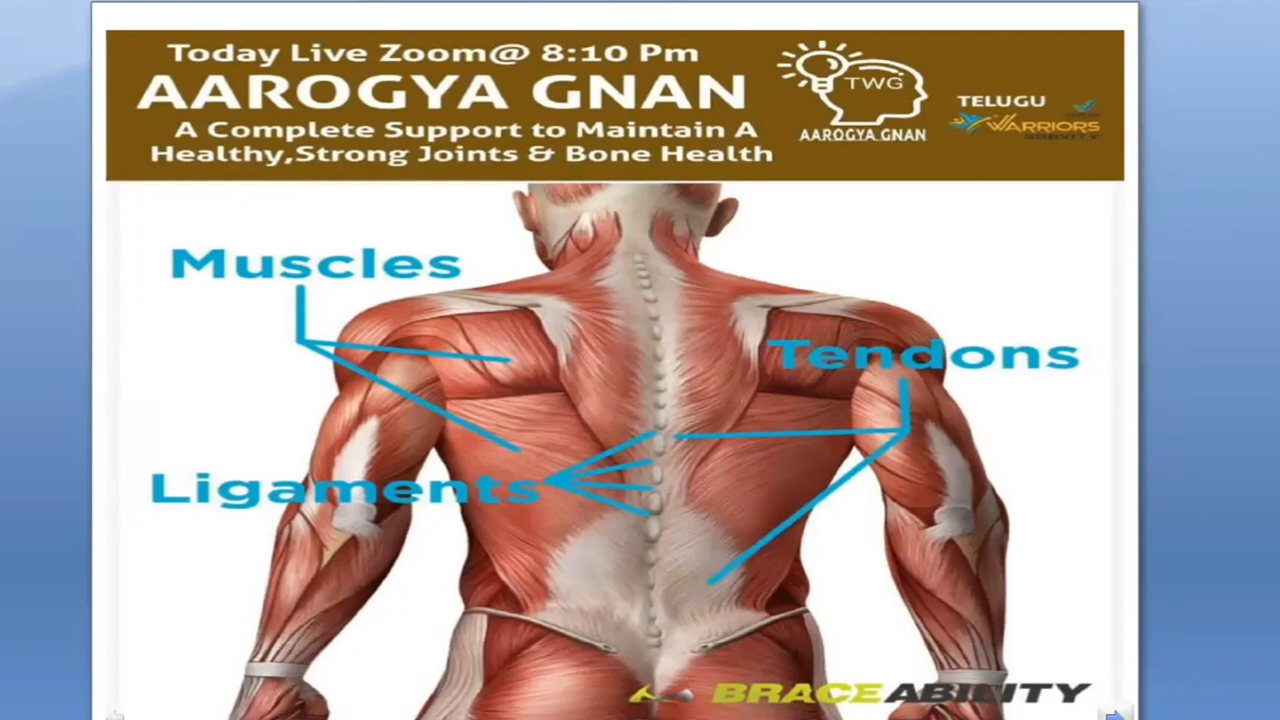 Today Live Zoom@ 8:10 Pm
AAROGYA GNAN
A Complete Support to Maintain A
Healthy,Strong Joints & Bone Health
TWG
AAROGYA GNAN
TELUGU
WARRIORS
Muscles
Tendons
Ligaments
BRACEABILITY